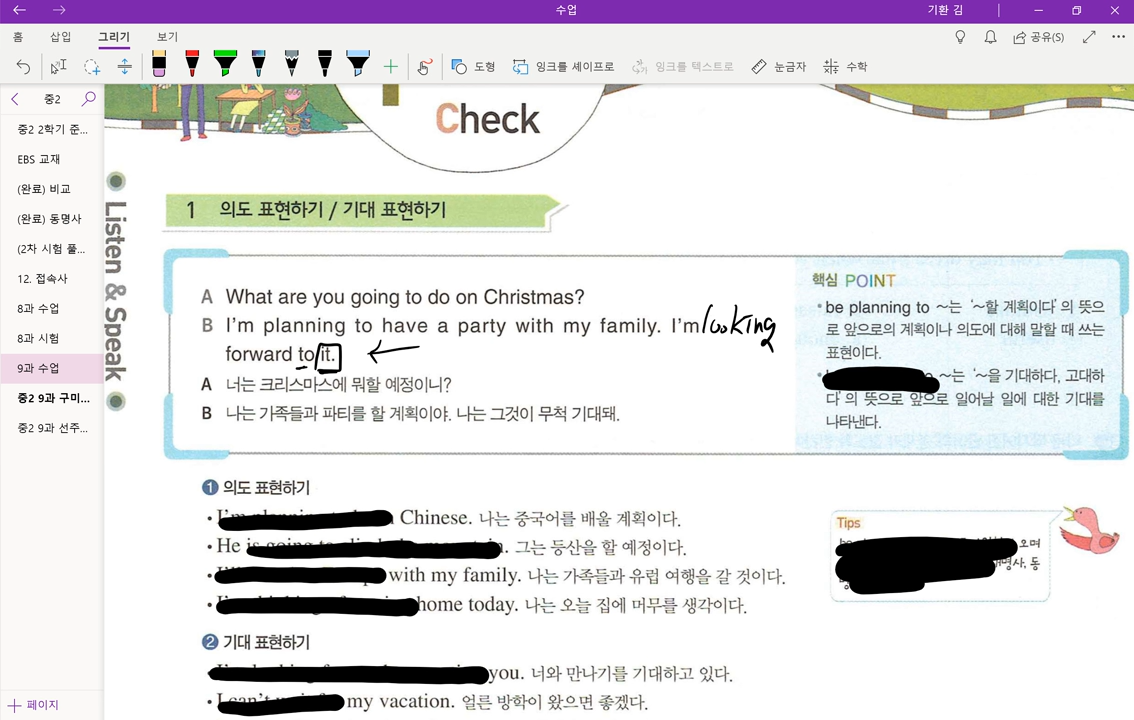 수업
기환 김
홈 삽입 그리기 보기
공유(S)
도형 잉크를 셰이프로 잉크를 텍스트로 눈금자 수학
중2
중2 2학기 준...
EBS 교재
(완료) 비교
(완료) 동명사
(2차 시험 풀...
12. 접속사
8과 수업
8과 시험
9과 수업
중2 9과 구미...
중2 9과 선주...
페이지
Check
Listen & Speak
1 의도 표현하기 / 기대 표현하기
A What are you going to do on Christmas?
B I'm planning to have a party with my family. I'm looking
forward to it.
A 너는 크리스마스에 뭐할 예정이니?
B 나는 가족들과 파티를 할 계획이야. 나는 그것이 무척 기대돼.
핵심 POINT
• be planning to ~는 '~할 계획이다'의 뜻으
로 앞으로의 계획이나 의도에 대해 말할 때 쓰는
표현이다.
• ~는 '~을 기대하다, 고대하
다'의 뜻으로 앞으로 일어날 일에 대한 기대를
나타낸다.
1 의도 표현하기
• Chinese. 나는 중국어를 배울 계획이다.
• He 그는 등산을 할 예정이다.
• with my family. 나는 가족들과 유럽 여행을 갈 것이다.
• home today. 나는 오늘 집에 머무를 생각이다.
Tips
으며
동
2 기대 표현하기
• you. 너와 만나기를 기대하고 있다.
• my vacation. 얼른 방학이 왔으면 좋겠다.